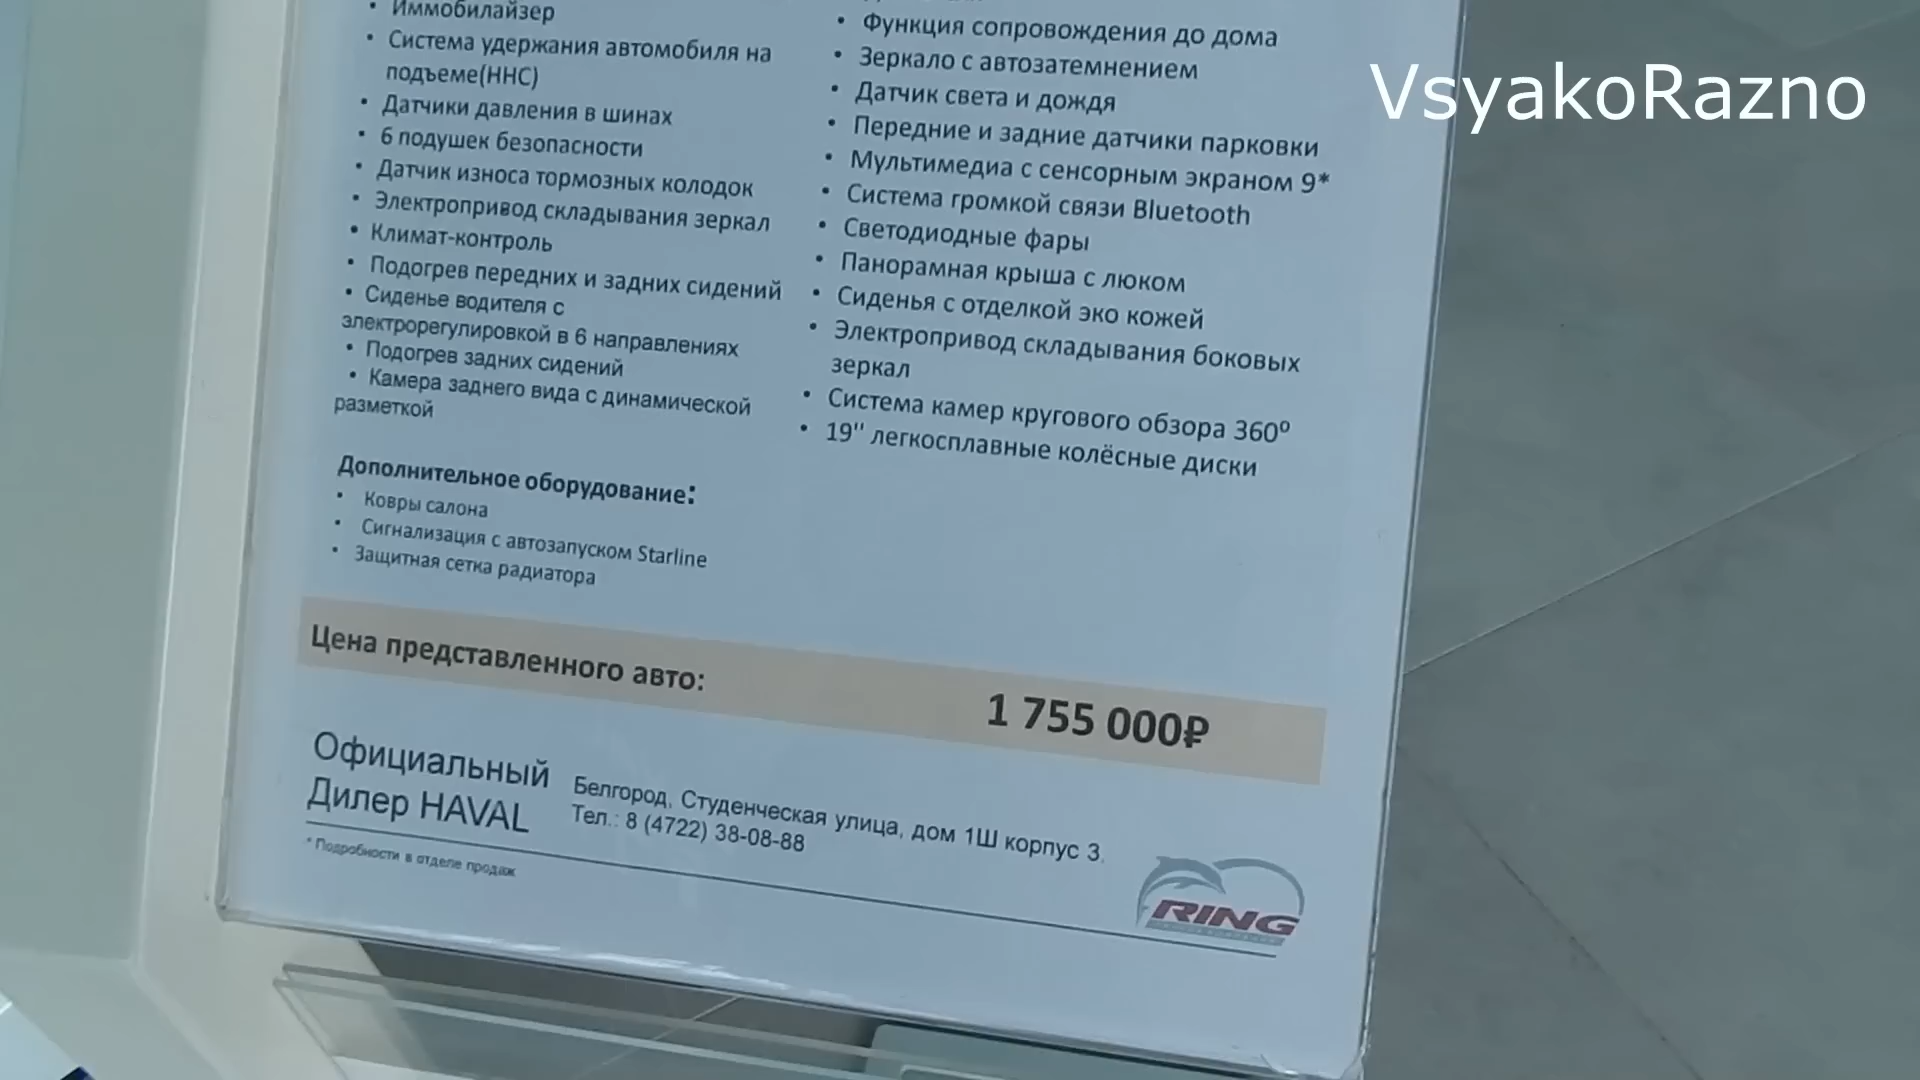 Иммобилайзер
Система удержания автомобиля на
подъеме(HHC)
Датчики давления в шинах
6 подушек безопасности
Датчик износа тормозных колодок
Электропривод складывания зеркал
Климат-контроль
Подогрев передних и задних сидений
Сиденье водителя с
электрорегулировкой в 6 направлениях
Подогрев задних сидений
Камера заднего вида с динамической
разметкой
Функция сопровождения до дома
Зеркало с автозатемнением
Датчик света и дождя
Передние и задние датчики парковки
Мультимедиа с сенсорным экраном 9*
Система громкой связи Bluetooth
Светодиодные фары
Панорамная крыша с люком
Сиденья с отделкой эко кожей
Электропривод складывания боковых
зеркал
Система камер кругового обзора 360º
19'' легкосплавные колёсные диски
Дополнительное оборудование:
Ковры салона
Сигнализация с автозапуском Starline
Защитная сетка радиатора
Цена представленного авто:
1 755 000₽
Официальный
Дилер HAVAL
Белгород, Студенческая улица, дом 1Ш корпус 3.
Тел.: 8 (4722) 38-08-88
* Подробности в отделе продаж
RING
VsyakoRazno